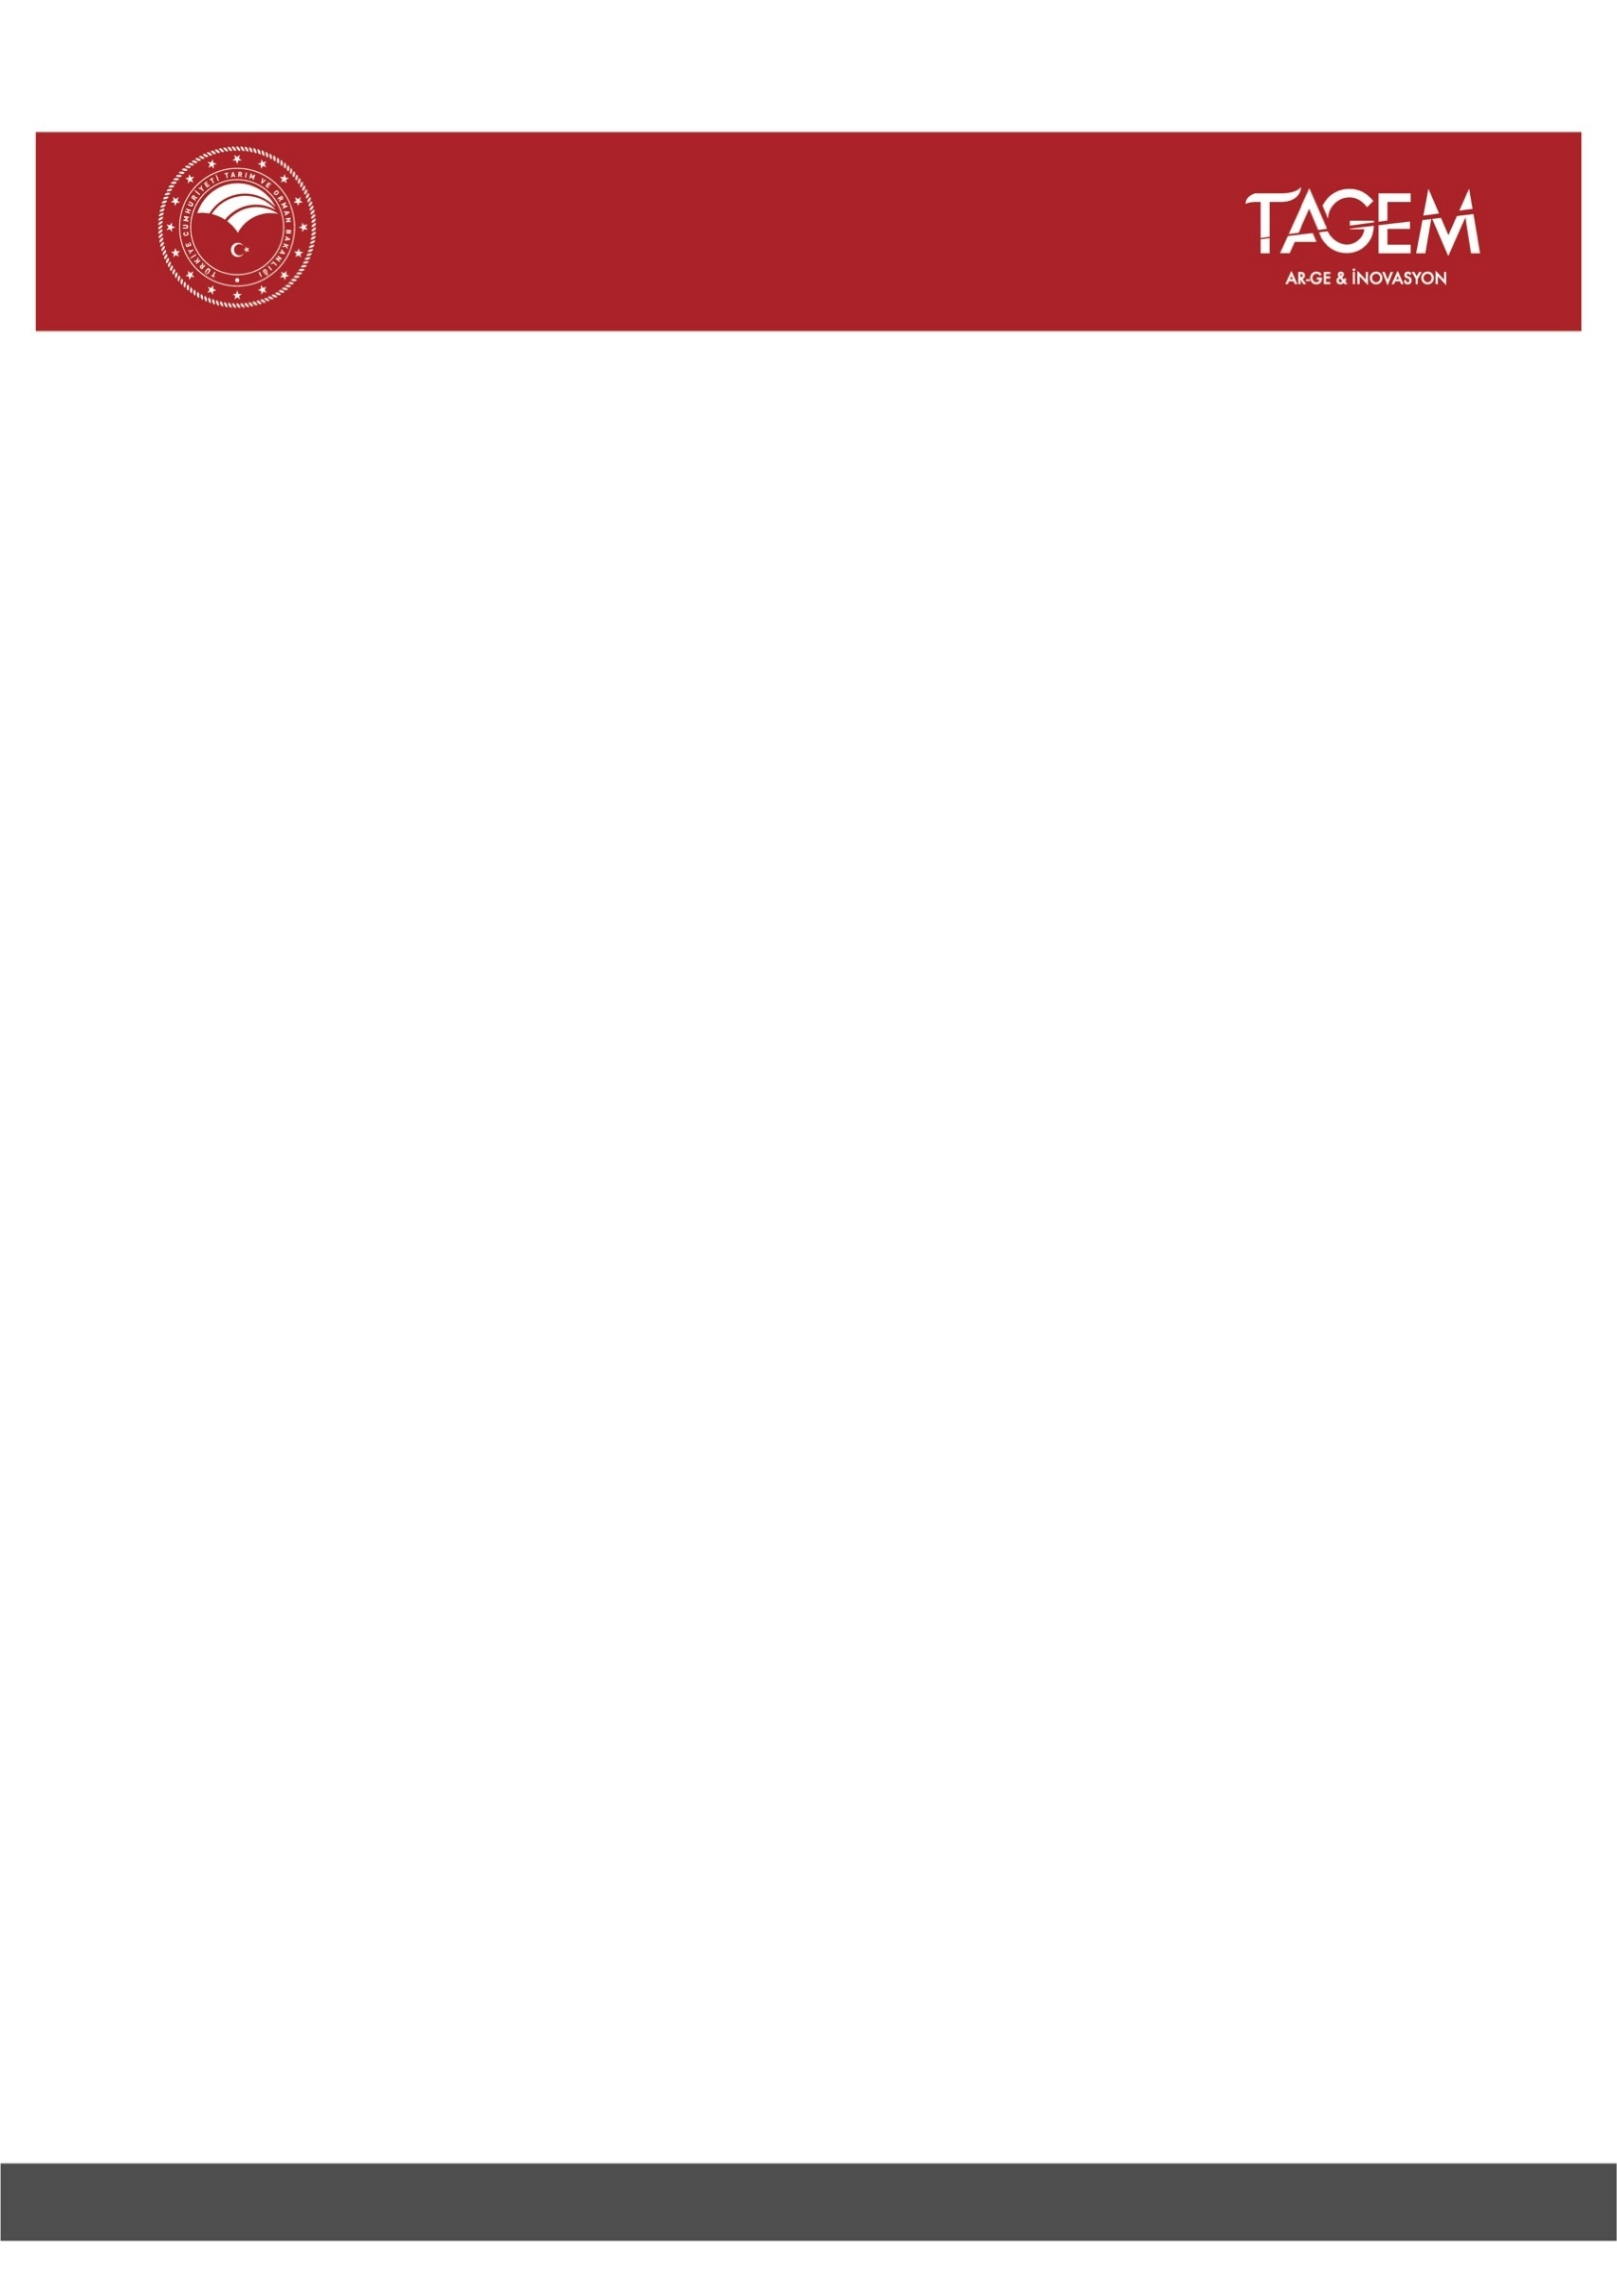 TÜRKİYE CUMHURİYETİ TARIM VE ORMAN BAKANLIĞI
TAGEM
AR-GE & İNOVASYON